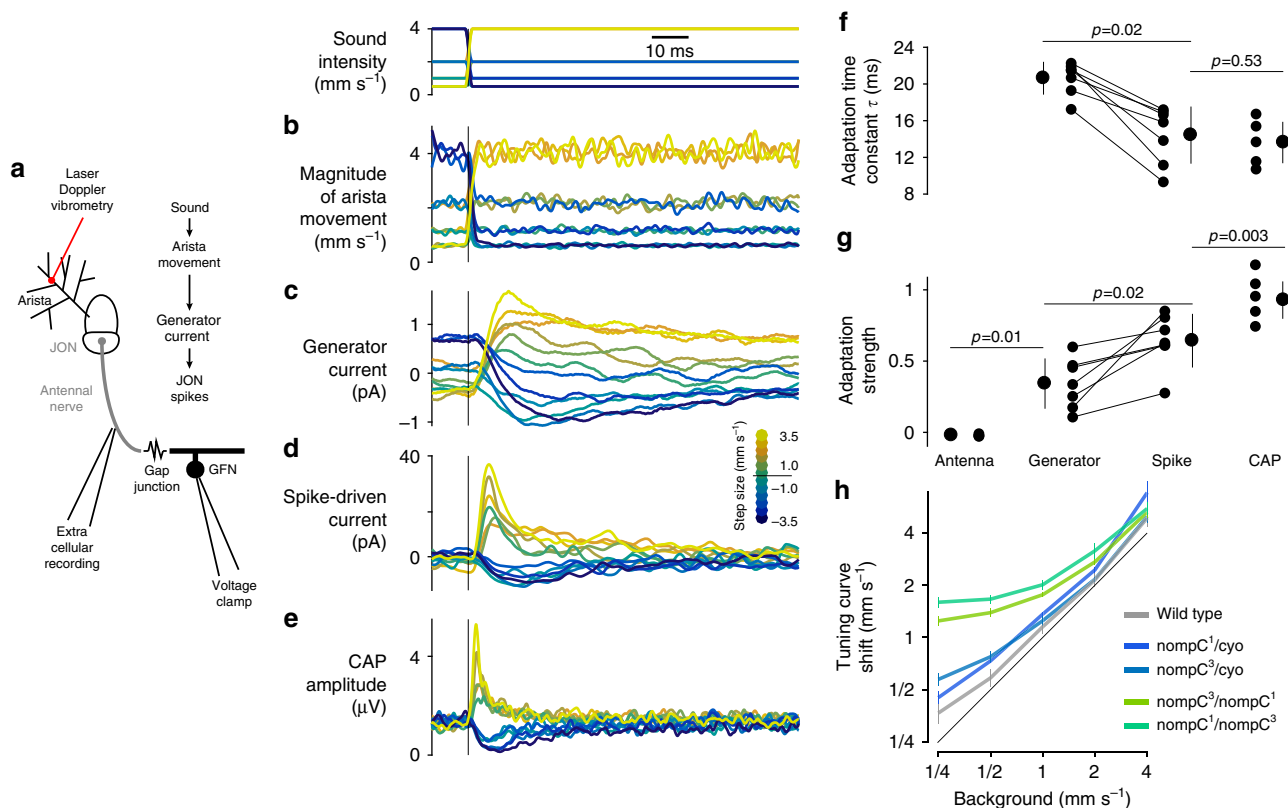 a
Laser
Doppler
vibrometry
Arista
JON
Antennal
nerve
Extra
cellular
recording
Gap
junction
GFN
Voltage
clamp
Sound
Arista
movement
Generator
current
JON
spikes
Sound
intensity
(mm s⁻¹)
4
0
10 ms
b
Magnitude
of arista
movement
(mm s⁻¹)
4
0
c
Generator
current
(pA)
1
0
−1
d
Spike-driven
current
(pA)
40
0
Step size (mm s⁻¹)
3.5
1.0
−1.0
−3.5
e
CAP
amplitude
(μV)
4
0
f
Adaptation time
constant τ (ms)
24
22
20
16
12
8
p=0.02
p=0.53
g
Adaptation
strength
1
0.5
0
p=0.01
p=0.02
p=0.003
Antenna
Generator
Spike
CAP
h
Tuning curve
shift (mm s⁻¹)
4
2
1
1/2
1/4
1/4
1/2
1
2
4
Background (mm s⁻¹)
Wild type
nompC¹/cyo
nompC³/cyo
nompC³/nompC¹
nompC¹/nompC³